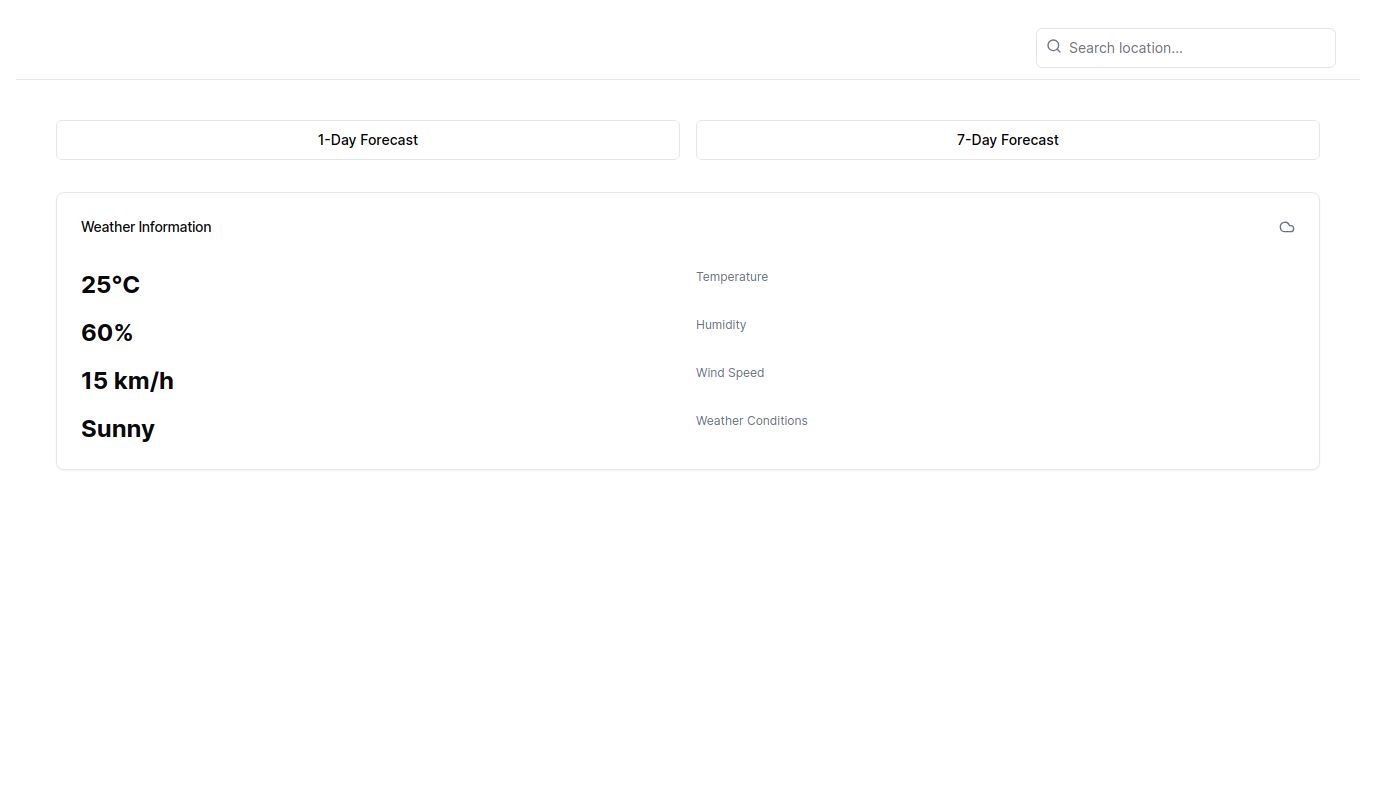 Search location...
1-Day Forecast
7-Day Forecast
Weather Information
25°C
Temperature
60%
Humidity
15 km/h
Wind Speed
Sunny
Weather Conditions